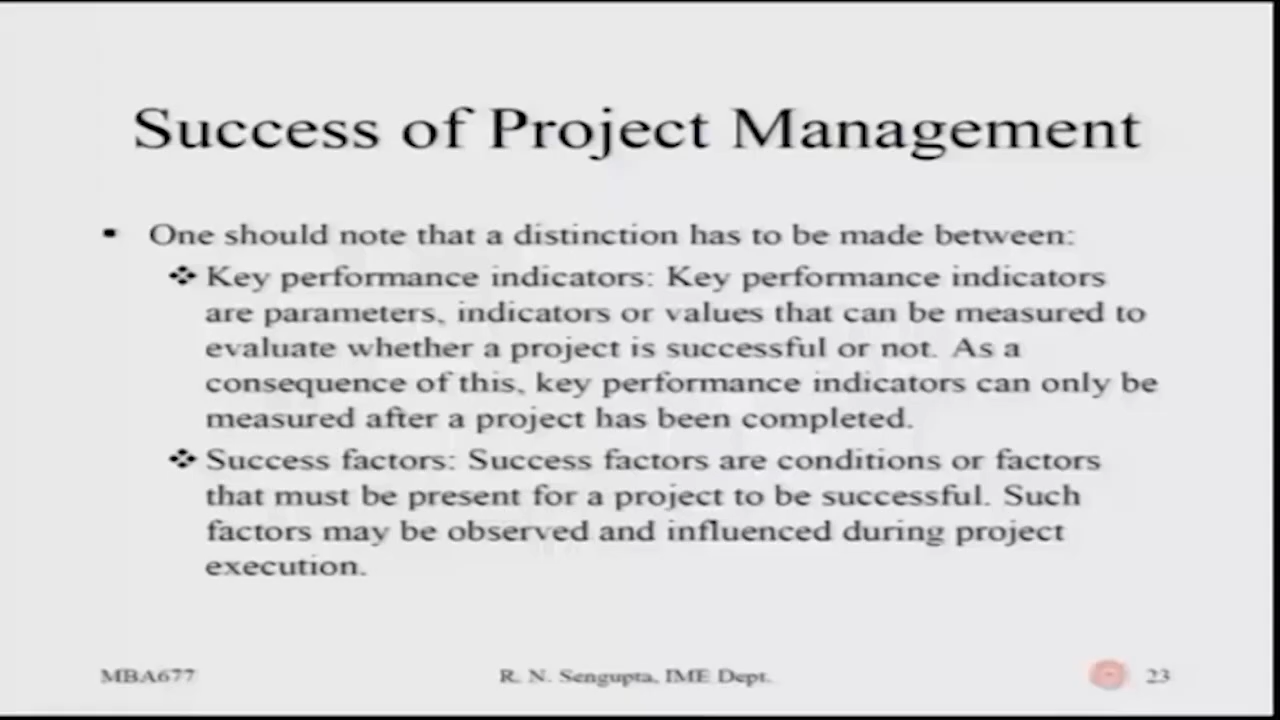 Success of Project Management
▪ One should note that a distinction has to be made between:
❖ Key performance indicators: Key performance indicators
are parameters, indicators or values that can be measured to
evaluate whether a project is successful or not. As a
consequence of this, key performance indicators can only be
measured after a project has been completed.
❖ Success factors: Success factors are conditions or factors
that must be present for a project to be successful. Such
factors may be observed and influenced during project
execution.
MBA677 R. N. Sengupta, IME Dept. 23